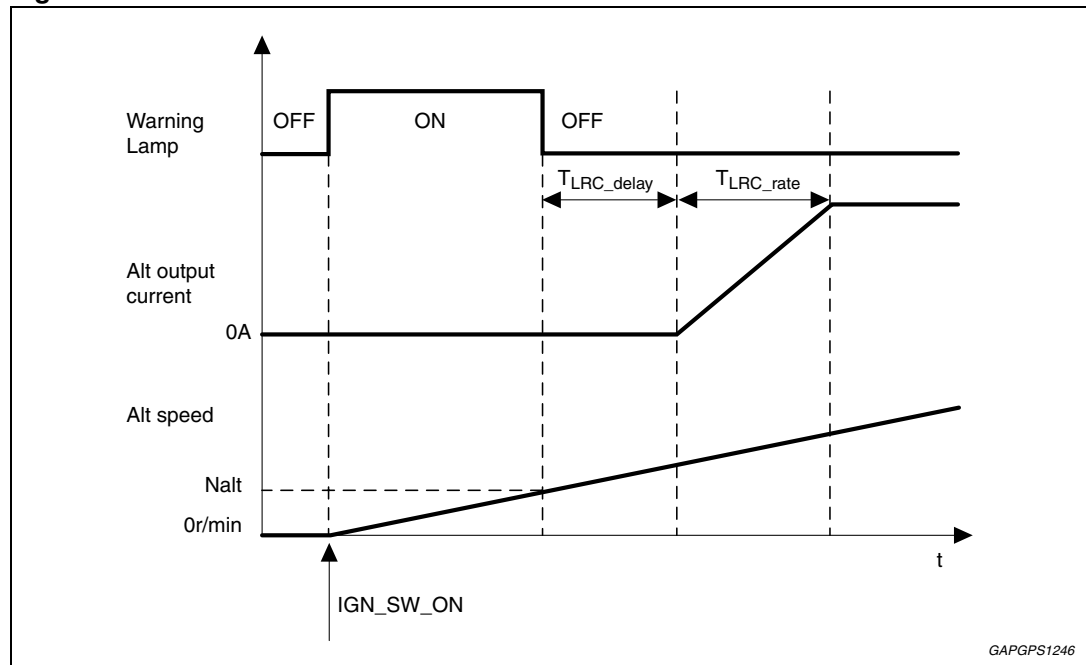 Warning
Lamp
OFF
ON
OFF
TLRC_delay
TLRC_rate
Alt output
current
0A
Alt speed
Nalt
0r/min
t
IGN_SW_ON
GAPGPS1246